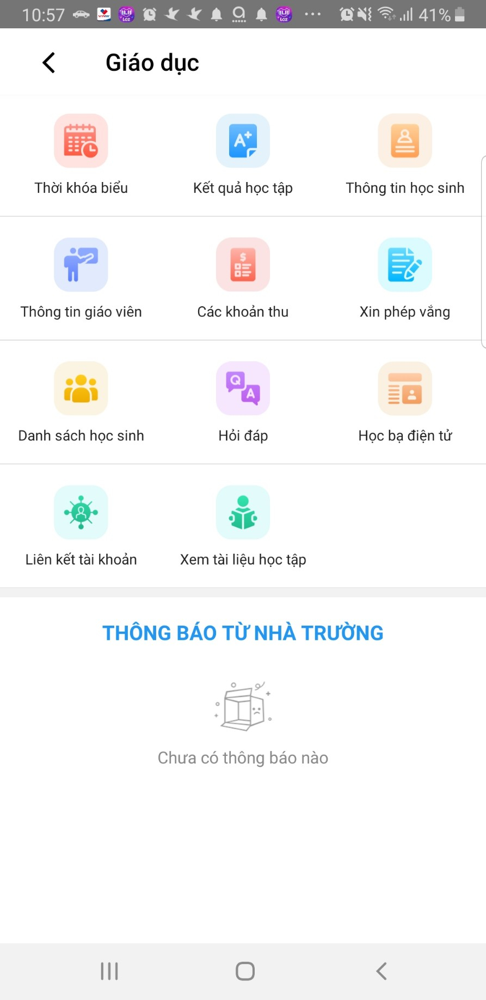 10:57
41%
Giáo dục
Thời khóa biểu
Kết quả học tập
Thông tin học sinh
Thông tin giáo viên
Các khoản thu
Xin phép vắng
Danh sách học sinh
Hỏi đáp
Học bạ điện tử
Liên kết tài khoản
Xem tài liệu học tập
THÔNG BÁO TỪ NHÀ TRƯỜNG
Chưa có thông báo nào